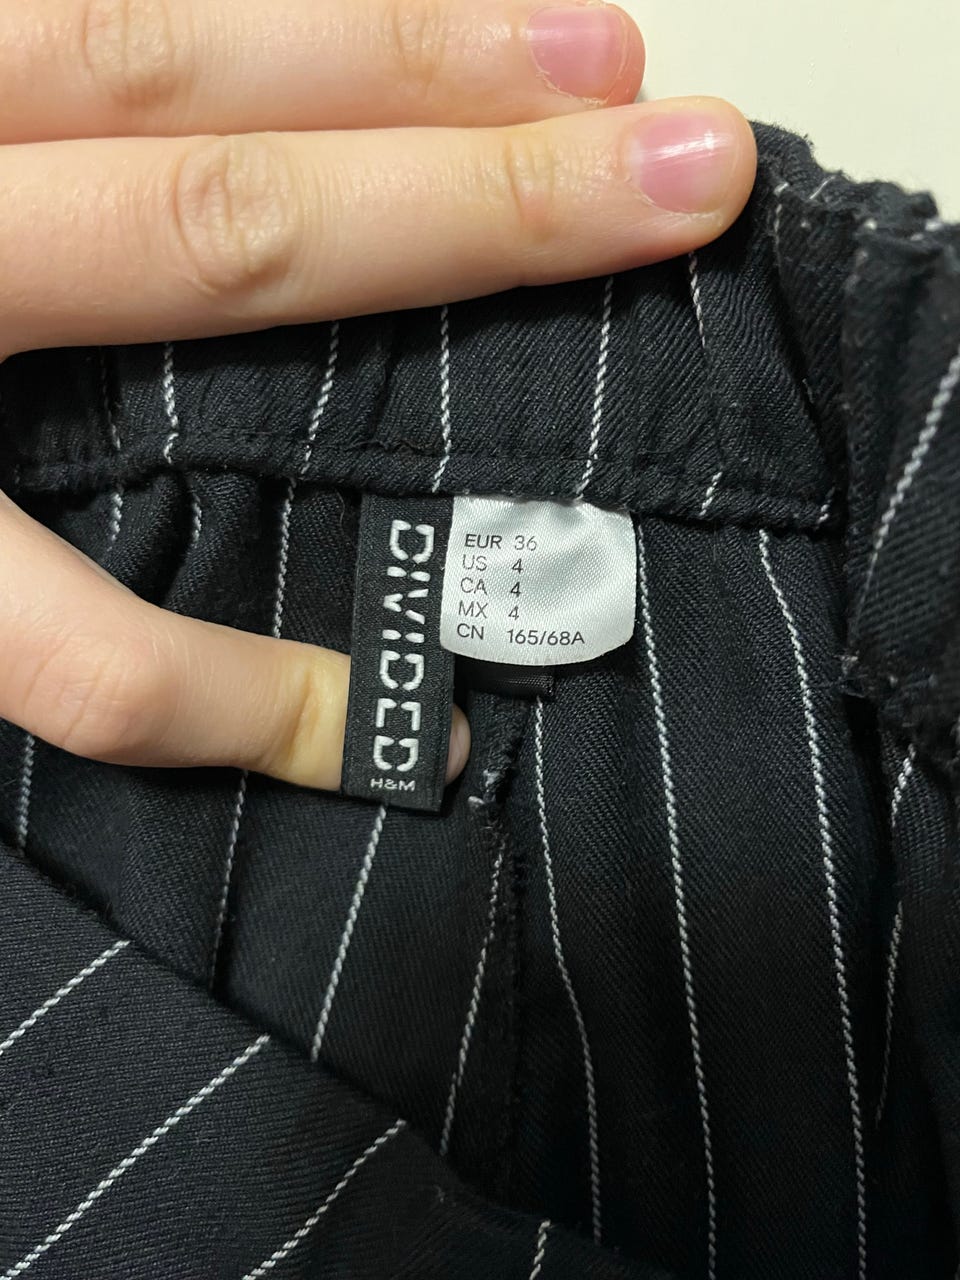 DIVIDED
H&M
EUR 36
US 4
CA 4
MX 4
CN 165/68A